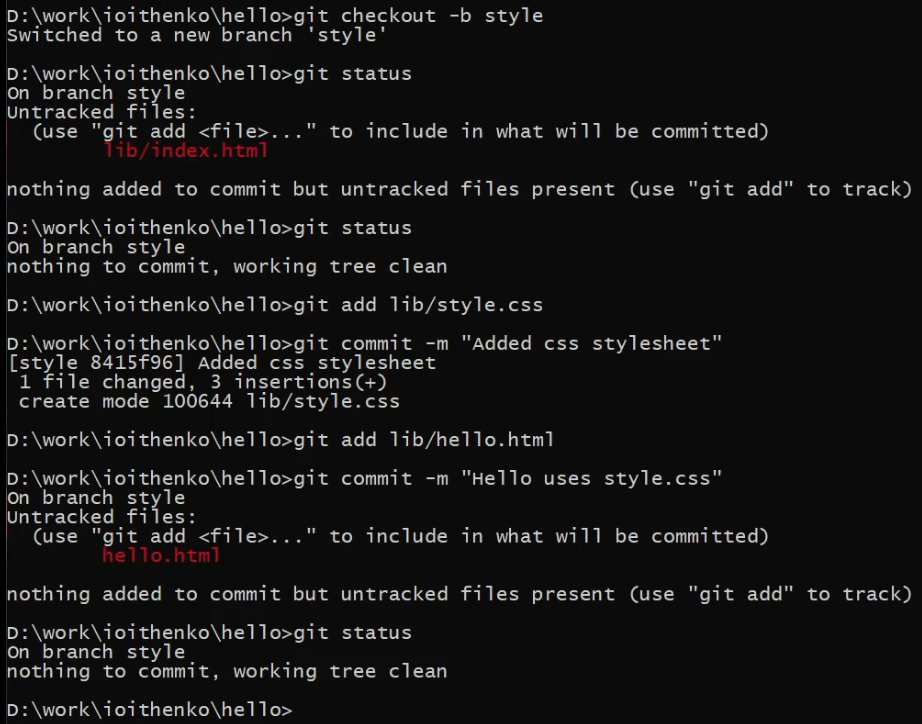 D:\work\ioithenko\hello>git checkout -b style
Switched to a new branch 'style'
D:\work\ioithenko\hello>git status
On branch style
Untracked files:
  (use "git add <file>..." to include in what will be committed)
        lib/index.html
nothing added to commit but untracked files present (use "git add" to track)
D:\work\ioithenko\hello>git status
On branch style
nothing to commit, working tree clean
D:\work\ioithenko\hello>git add lib/style.css
D:\work\ioithenko\hello>git commit -m "Added css stylesheet"
[style 8415f96] Added css stylesheet
 1 file changed, 3 insertions(+)
 create mode 100644 lib/style.css
D:\work\ioithenko\hello>git add lib/hello.html
D:\work\ioithenko\hello>git commit -m "Hello uses style.css"
On branch style
Untracked files:
  (use "git add <file>..." to include in what will be committed)
        hello.html
nothing added to commit but untracked files present (use "git add" to track)
D:\work\ioithenko\hello>git status
On branch style
nothing to commit, working tree clean
D:\work\ioithenko\hello>